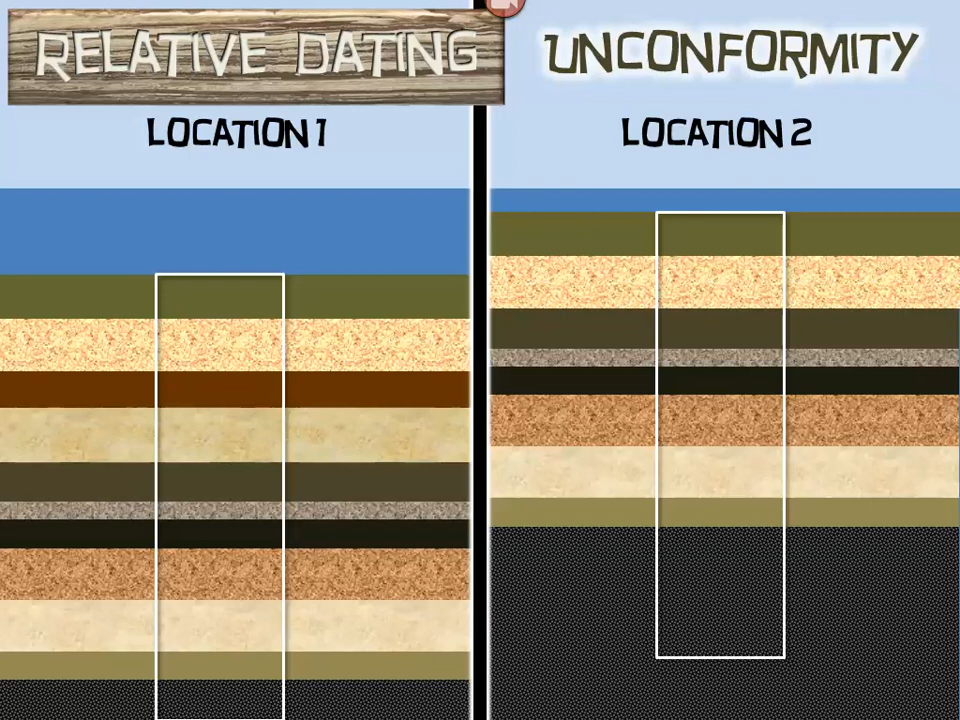 RELATIVE DATING
UNCONFORMITY
LOCATION 1
LOCATION 2